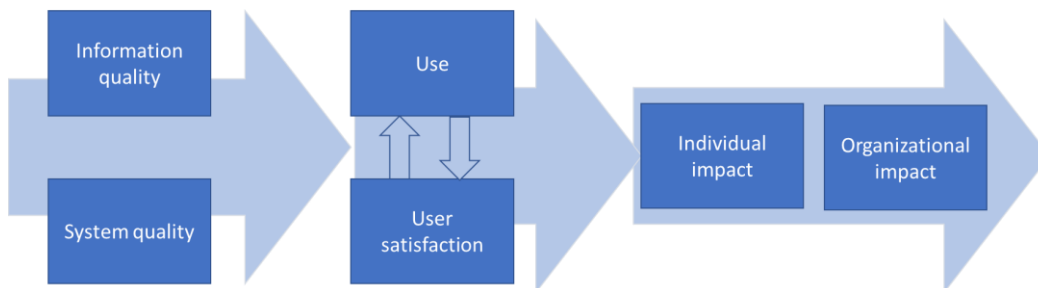 Information
quality
System quality
Use
User
satisfaction
Individual
impact
Organizational
impact